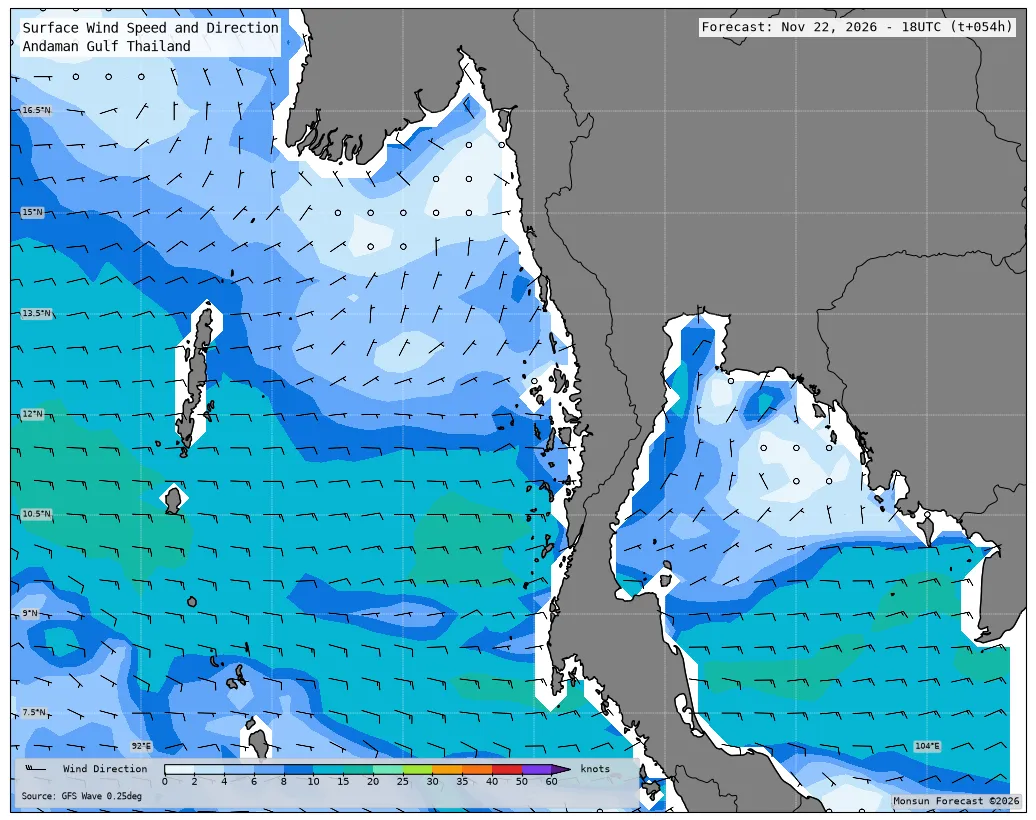 Surface Wind Speed and Direction
Andaman Gulf Thailand
Forecast: Nov 22, 2026 - 18UTC (t+054h)
16.5°N
15°N
13.5°N
12°N
10.5°N
9°N
7.5°N
92°E
104°E
Wind Direction
0 2 4 6 8 10 15 20 25 30 35 40 50 60
knots
Source: GFS Wave 0.25deg
Monsun Forecast ©2026